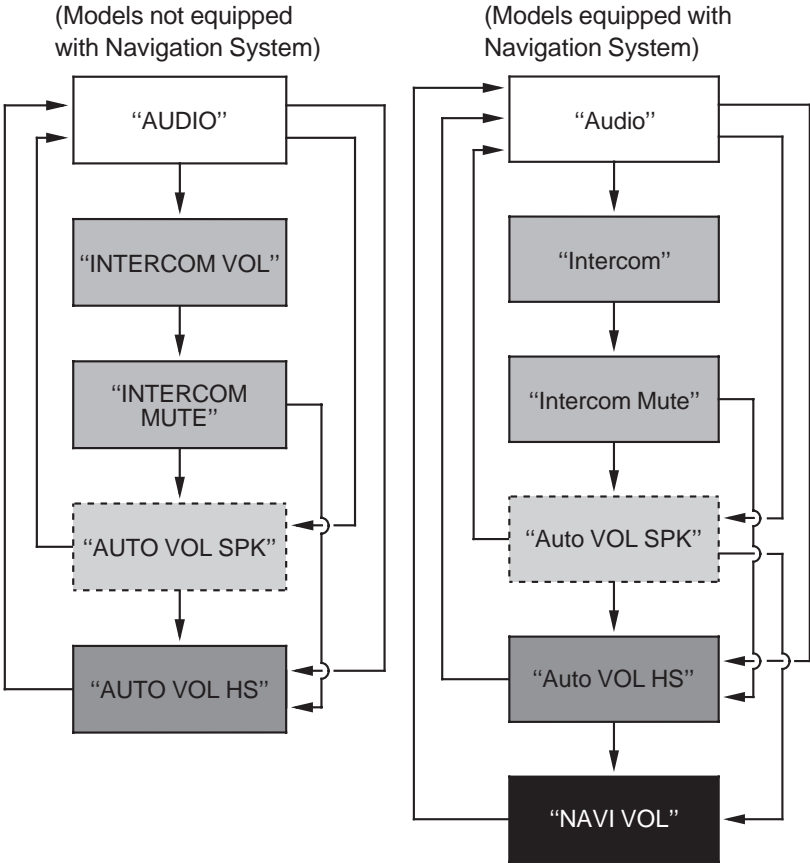 (Models not equipped
with Navigation System)
‘‘AUDIO’’
‘‘INTERCOM VOL’’
‘‘INTERCOM
MUTE’’
‘‘AUTO VOL SPK’’
‘‘AUTO VOL HS’’
(Models equipped with
Navigation System)
‘‘Audio’’
‘‘Intercom’’
‘‘Intercom Mute’’
‘‘Auto VOL SPK’’
‘‘Auto VOL HS’’
‘‘NAVI VOL’’